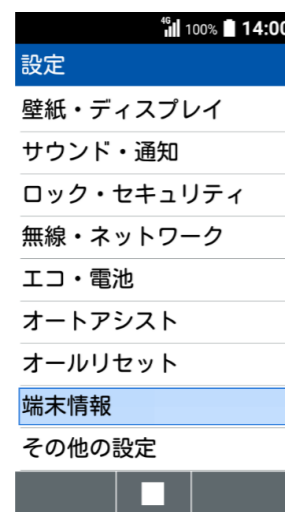 4G 100% 14:00
設定
壁紙・ディスプレイ
サウンド・通知
ロック・セキュリティ
無線・ネットワーク
エコ・電池
オートアシスト
オールリセット
端末情報
その他の設定